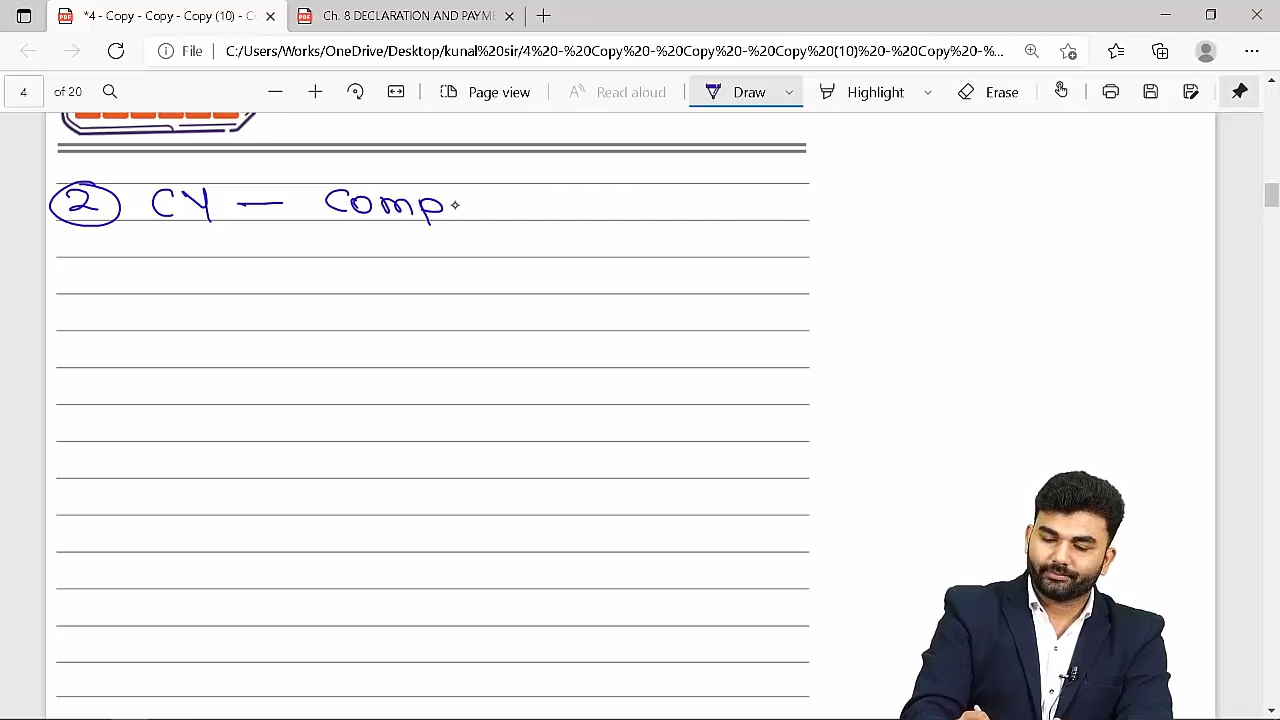 *4 - Copy - Copy - Copy (10) - C
Ch. 8 DECLARATION AND PAYM
File
C:/Users/Works/OneDrive/Desktop/kunal%20sir/4%20-%20Copy%20-%20Copy%20-%20Copy%20(10)%20-%20Copy%20-%...
4 of 20
Page view
Read aloud
Draw
Highlight
Erase
2 CY — Comp